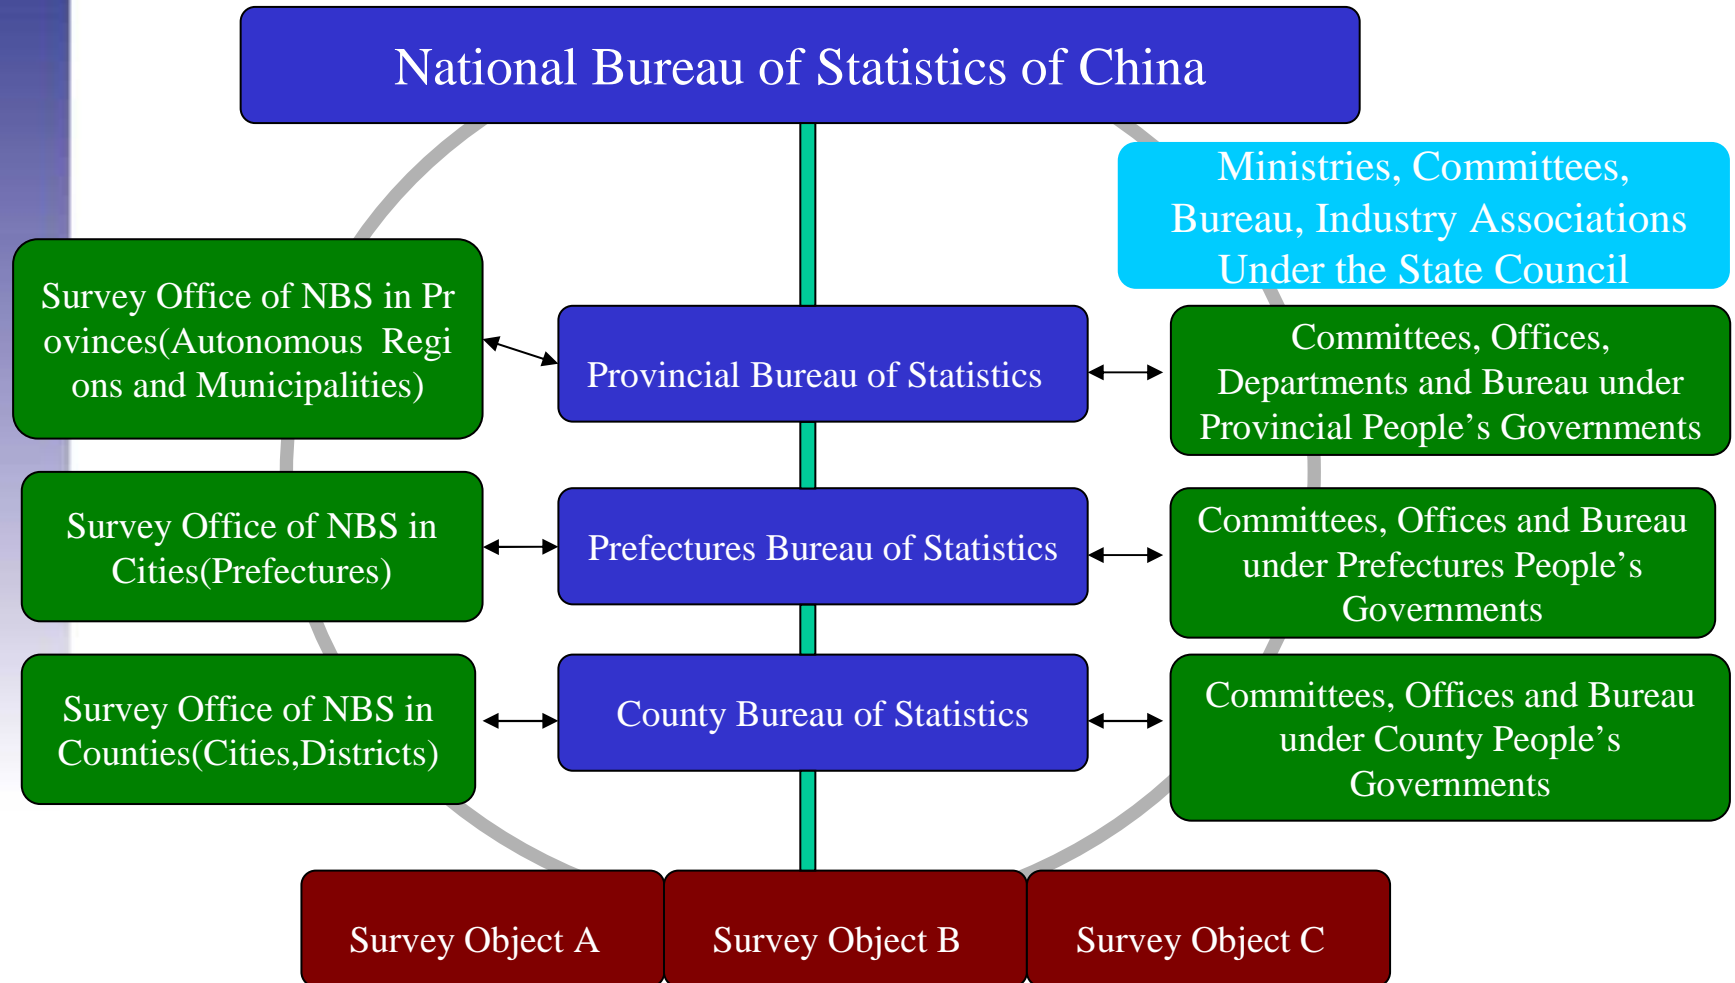 National Bureau of Statistics of China
Ministries, Committees,
Bureau, Industry Associations
Under the State Council
Survey Office of NBS in Pr
ovinces(Autonomous  Regi
ons and Municipalities)
Provincial Bureau of Statistics
Committees, Offices,
Departments and Bureau under
Provincial People’s Governments
Survey Office of NBS in
Cities(Prefectures)
Prefectures Bureau of Statistics
Committees, Offices and Bureau
under Prefectures People’s
Governments
Survey Office of NBS in
Counties(Cities,Districts)
County Bureau of Statistics
Committees, Offices and Bureau
under County People’s
Governments
Survey Object A
Survey Object B
Survey Object C